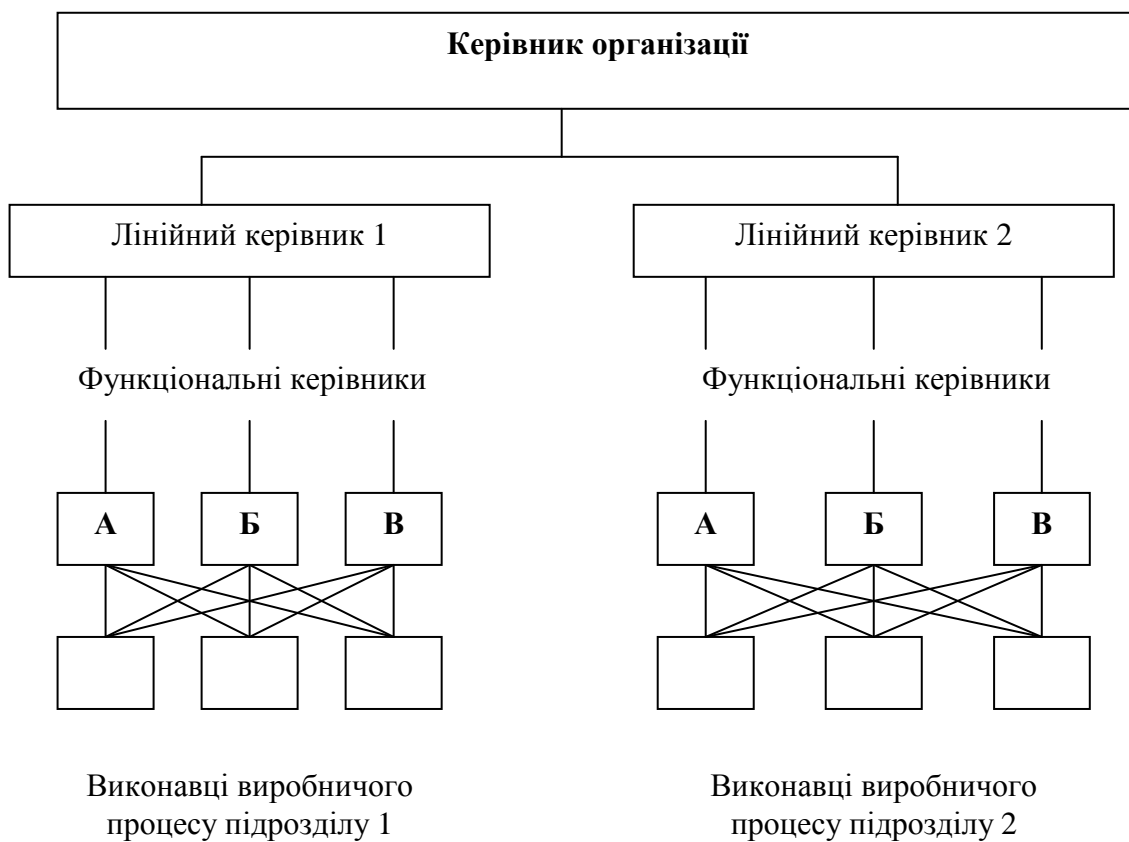 Керівник організації
Лінійний керівник 1
Лінійний керівник 2
Функціональні керівники
Функціональні керівники
А
Б
В
А
Б
В
Виконавці виробничого
процесу підрозділу 1
Виконавці виробничого
процесу підрозділу 2